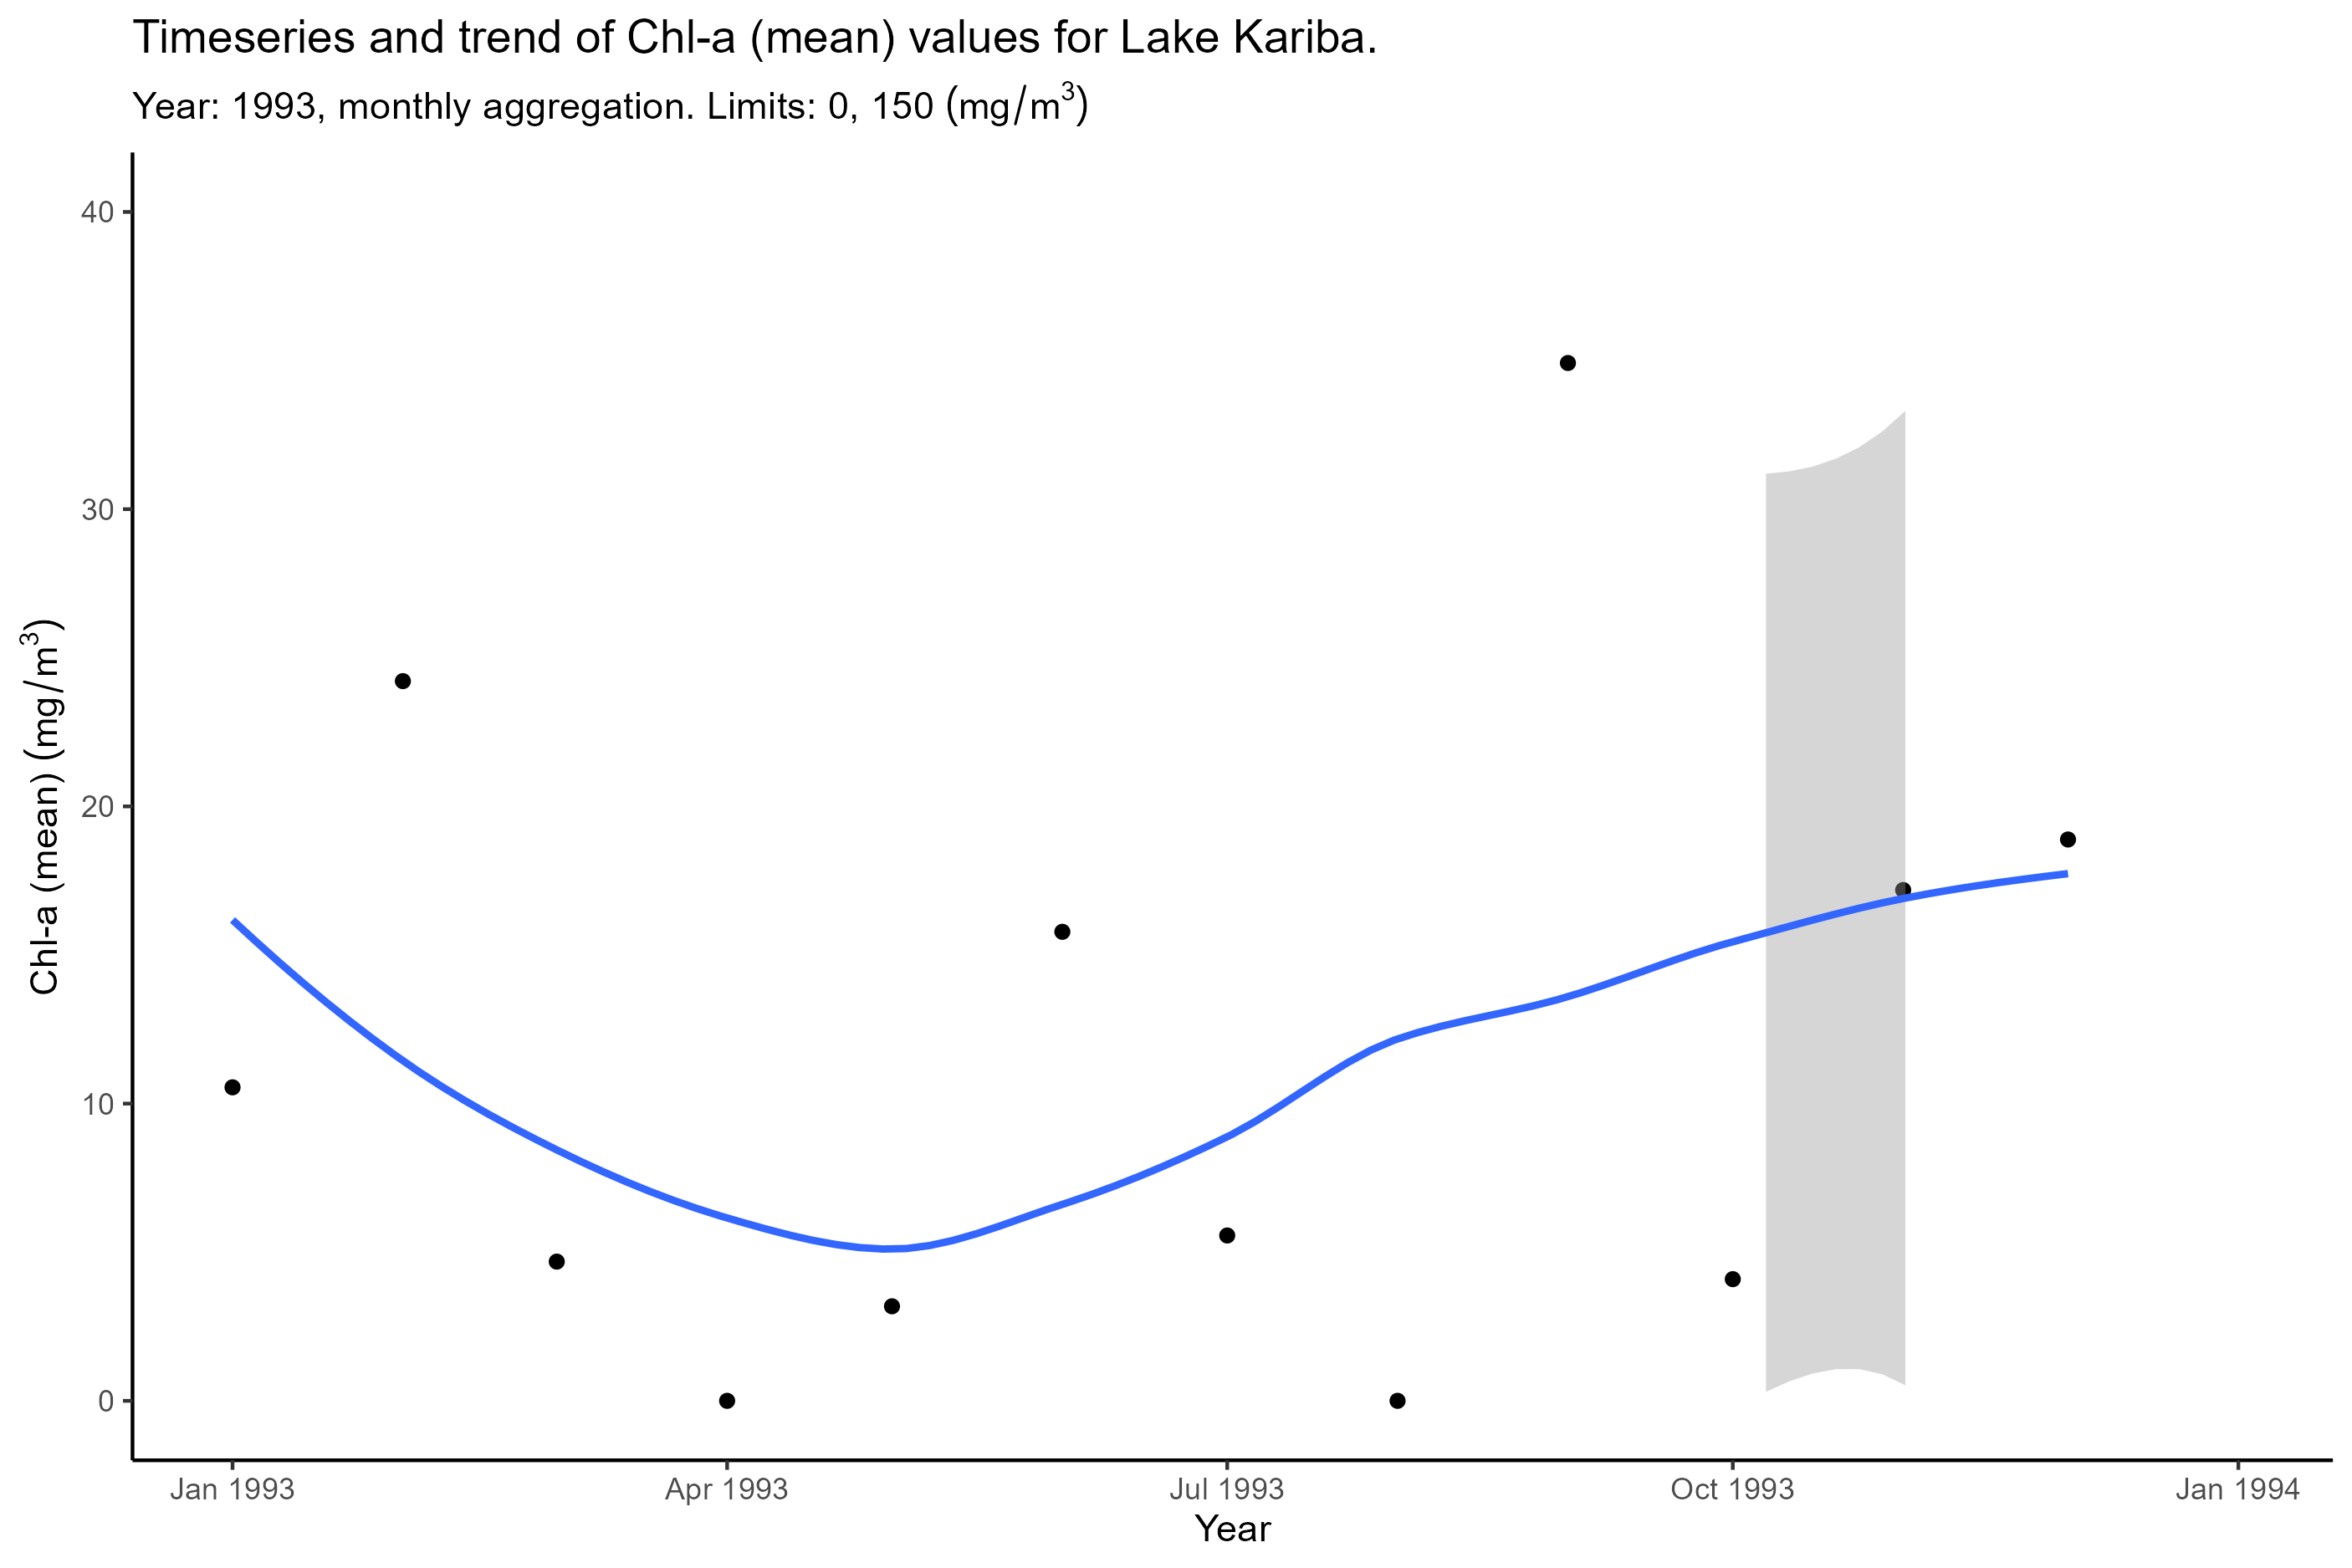 Timeseries and trend of Chl-a (mean) values for Lake Kariba.
Year: 1993, monthly aggregation. Limits: 0, 150 (mg/m³)
Chl-a (mean) (mg/m³)
40
30
20
10
0
Jan 1993 Apr 1993 Jul 1993 Oct 1993 Jan 1994
Year